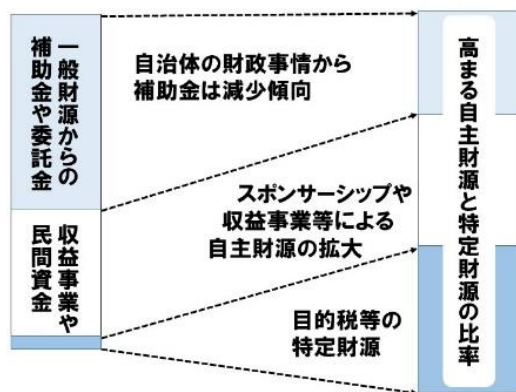 一般財源からの
補助金や委託金
収益事業や
民間資金
自治体の財政事情から
補助金は減少傾向
スポンサーシップや
収益事業等による
自主財源の拡大
目的税等の
特定財源
高まる自主財源と特定財源の比率